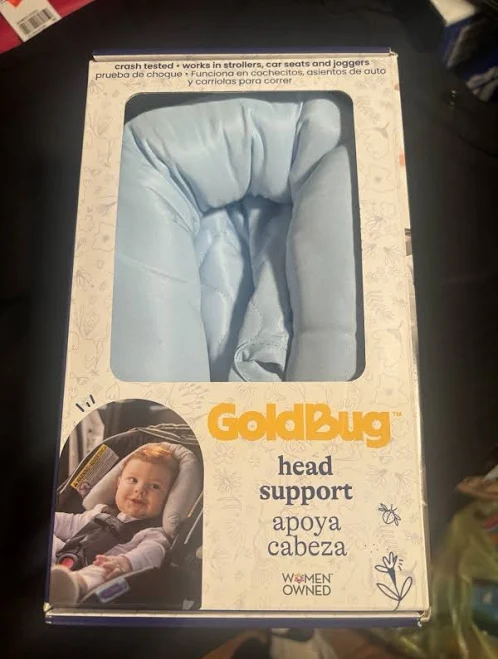 crash tested • works in strollers, car seats and joggers
prueba de choque • Funciona en cochecitos, asientos de auto
y carriolas para correr
GoldBug™
head
support
apoya
cabeza
WOMEN
OWNED